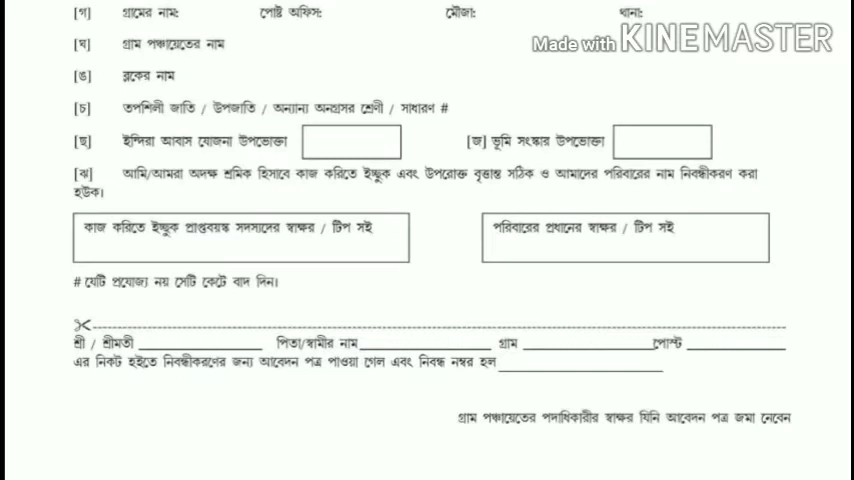 [গ] গ্রামের নাম: পোষ্ট অফিস: মৌজা: থানা:
Made with KINEMASTER
[ঘ] গ্রাম পঞ্চায়েতের নাম
[ঙ] ব্লকের নাম
[চ] তপশিলী জাতি / উপজাতি / অন্যান্য অনগ্রসর শ্রেণী / সাধারণ #
[ছ] ইন্দিরা আবাস যোজনা উপভোক্তা [জ] ভূমি সংস্কার উপভোক্তা
[ঝ] আমি/আমরা অদক্ষ শ্রমিক হিসাবে কাজ করিতে ইচ্ছুক এবং উপরোক্ত বৃত্তান্ত সঠিক ও আমাদের পরিবারের নাম নিবন্ধীকরণ করা
হউক।
কাজ করিতে ইচ্ছুক প্রাপ্তবয়স্ক সদস্যদের স্বাক্ষর / টিপ সই পরিবারের প্রধানের স্বাক্ষর / টিপ সই
# যেটি প্রযোজ্য নয় সেটি কেটে বাদ দিন।
শ্রী / শ্রীমতী পিতা/স্বামীর নাম গ্রাম পোস্ট
এর নিকট হইতে নিবন্ধীকরণের জন্য আবেদন পত্র পাওয়া গেল এবং নিবন্ধ নম্বর হল
গ্রাম পঞ্চায়েতের পদাধিকারীর স্বাক্ষর যিনি আবেদন পত্র জমা নেবেন